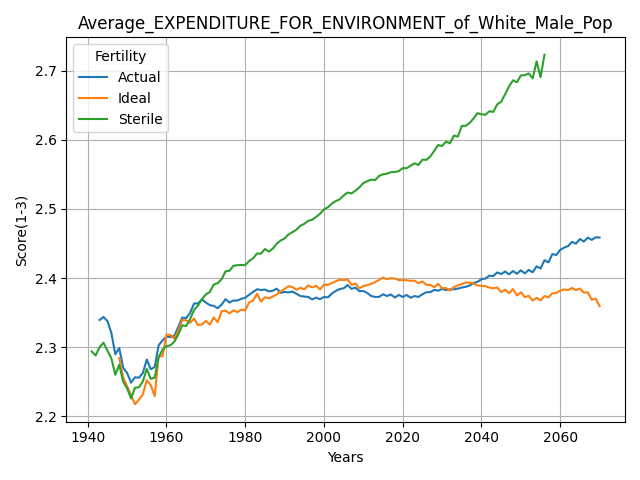 Average_EXPENDITURE_FOR_ENVIRONMENT_of_White_Male_Pop
Fertility
Actual
Ideal
Sterile
Score(1-3)
2.7
2.6
2.5
2.4
2.3
2.2
1940 1960 1980 2000 2020 2040 2060
Years